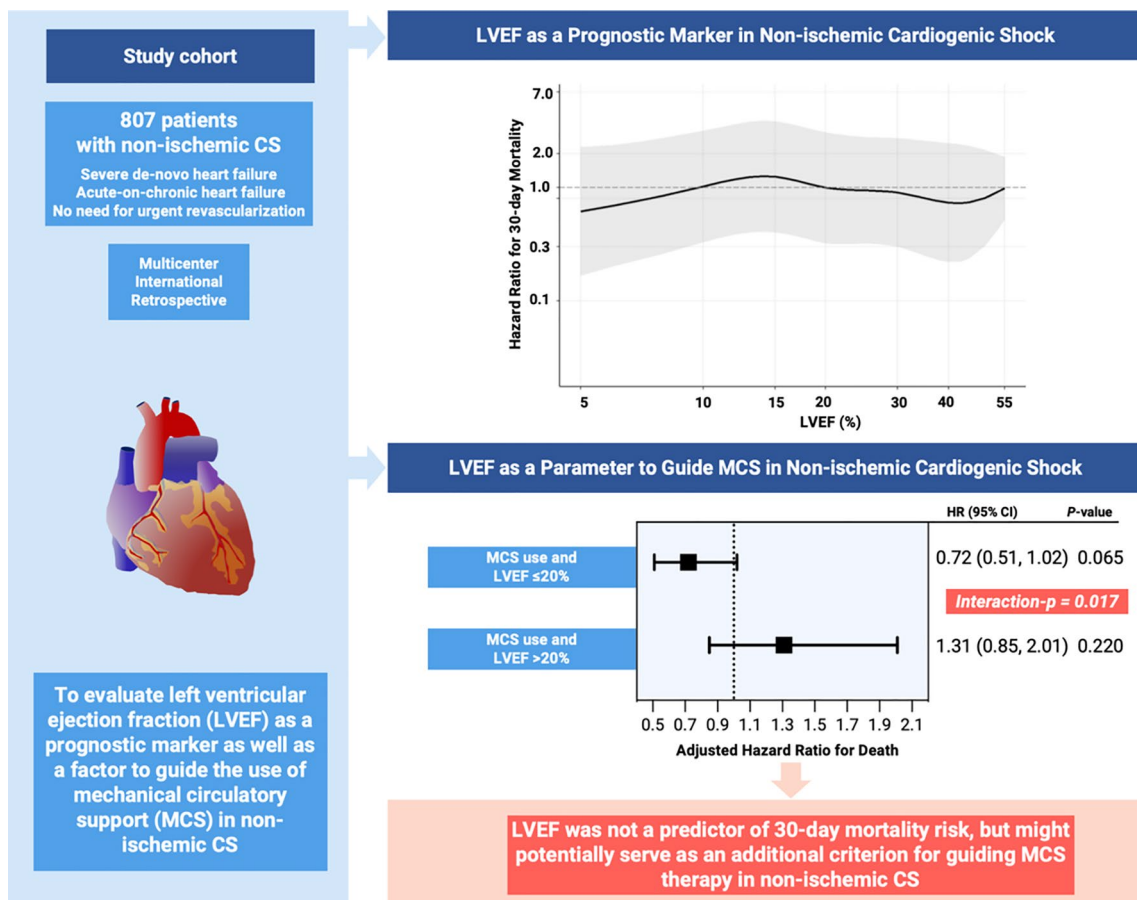 Study cohort
807 patients
with non-ischemic CS
Severe de-novo heart failure
Acute-on-chronic heart failure
No need for urgent revascularization
Multicenter
International
Retrospective
To evaluate left ventricular
ejection fraction (LVEF) as a
prognostic marker as well as
a factor to guide the use of
mechanical circulatory
support (MCS) in non-
ischemic CS
LVEF as a Prognostic Marker in Non-ischemic Cardiogenic Shock
Hazard Ratio for 30-day Mortality
7.0
2.0
1.0
0.3
0.1
5 10 15 20 30 40 55
LVEF (%)
LVEF as a Parameter to Guide MCS in Non-ischemic Cardiogenic Shock
HR (95% CI) P-value
MCS use and
LVEF ≤20%
0.72 (0.51, 1.02) 0.065
Interaction-p = 0.017
MCS use and
LVEF >20%
1.31 (0.85, 2.01) 0.220
0.5 0.7 0.9 1.1 1.3 1.5 1.7 1.9 2.1
Adjusted Hazard Ratio for Death
LVEF was not a predictor of 30-day mortality risk, but might
potentially serve as an additional criterion for guiding MCS
therapy in non-ischemic CS